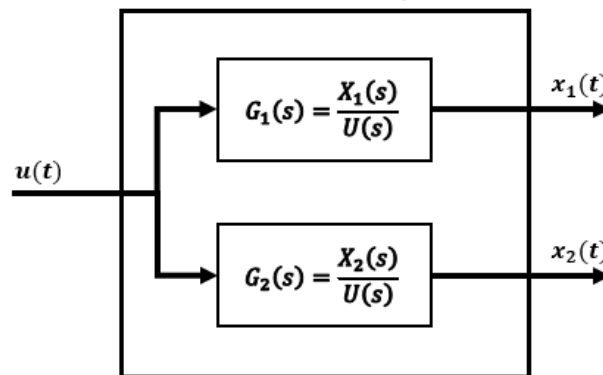 G₁(s) = X₁(s)/U(s)
x₁(t)
u(t)
G₂(s) = X₂(s)/U(s)
x₂(t)